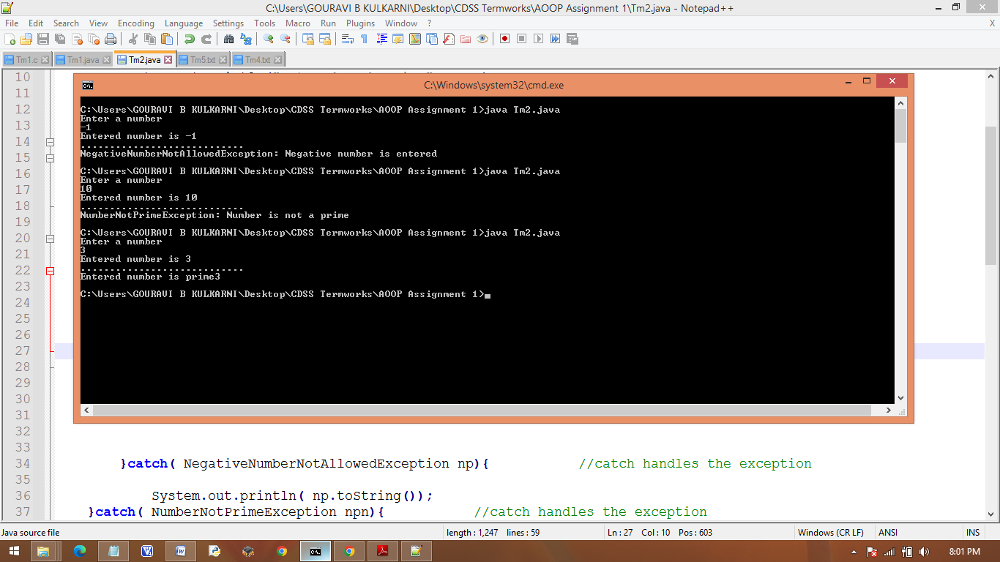 C:\Users\GOURAVI B KULKARNI\Desktop\CDSS Termworks\AOOP Assignment 1\Tm2.java - Notepad++
File Edit Search View Encoding Language Settings Tools Macro Run Plugins Window ? X
Tm1.c Tm1.java Tm2.java Tm5.txt Tm4.txt
10
11
12
13
14
15
16
17
18
19
20
21
22
23
24
25
26
27
28
29
30
31
32
33
C:\Windows\system32\cmd.exe
C:\Users\GOURAVI B KULKARNI\Desktop\CDSS Termworks\AOOP Assignment 1>java Tm2.java
Enter a number
-1
Entered number is -1
----------------------------
NegativeNumberNotAllowedException: Negative number is entered
C:\Users\GOURAVI B KULKARNI\Desktop\CDSS Termworks\AOOP Assignment 1>java Tm2.java
Enter a number
10
Entered number is 10
----------------------------
NumberNotPrimeException: Number is not a prime
C:\Users\GOURAVI B KULKARNI\Desktop\CDSS Termworks\AOOP Assignment 1>java Tm2.java
Enter a number
3
Entered number is 3
----------------------------
Entered number is prime3
C:\Users\GOURAVI B KULKARNI\Desktop\CDSS Termworks\AOOP Assignment 1>
34 }catch( NegativeNumberNotAllowedException np){ //catch handles the exception
35
36 System.out.println( np.toString());
37 }catch( NumberNotPrimeException npn){ //catch handles the exception
Java source file length : 1,247 lines : 59 Ln : 27 Col : 10 Pos : 603 Windows (CR LF) ANSI INS
8:01 PM